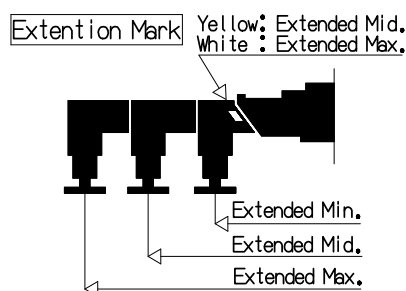 Extention Mark
Yellow: Extended Mid.
White : Extended Max.
Extended Min.
Extended Mid.
Extended Max.